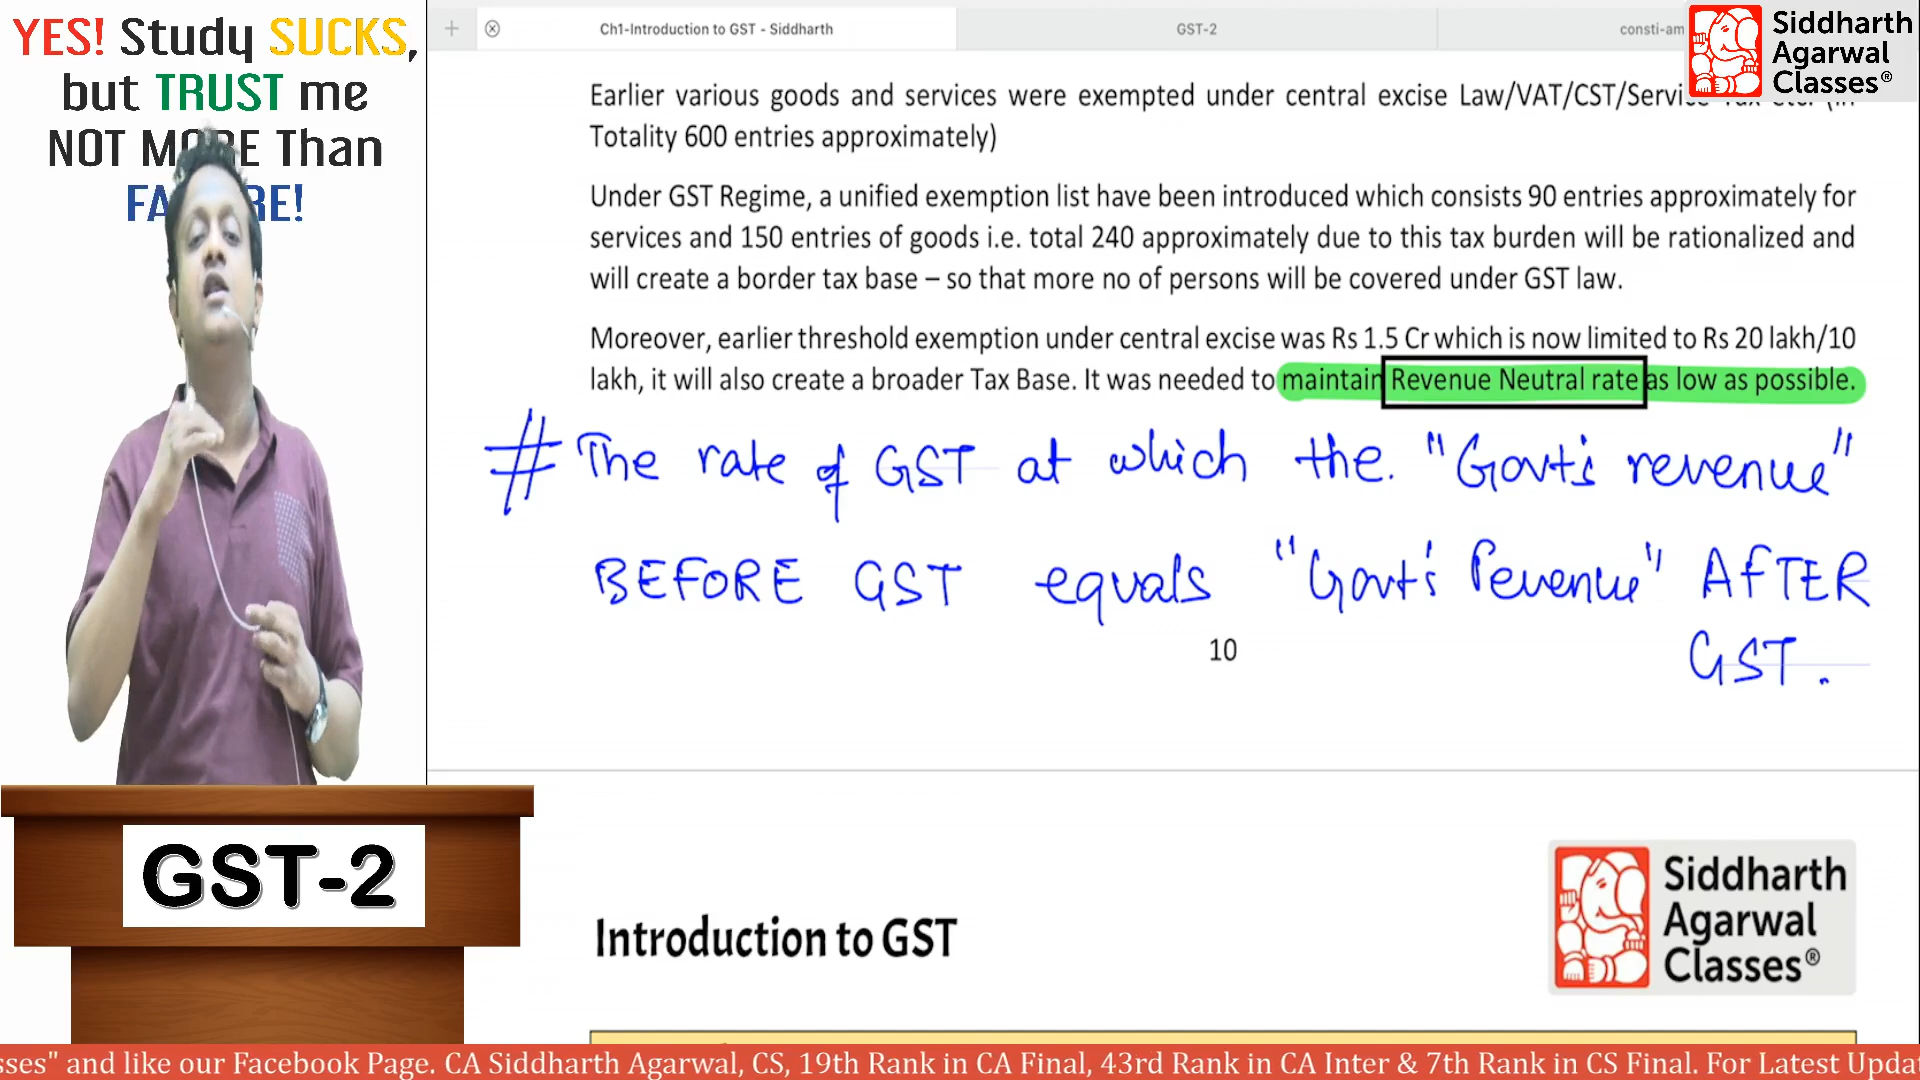 YES! Study SUCKS,
but TRUST me
NOT MORE Than
FA RE!
Ch1-Introduction to GST - Siddharth
GST-2
consti-am
Siddharth
Agarwal
Classes®
Earlier various goods and services were exempted under central excise Law/VAT/CST/Service
Totality 600 entries approximately)
Under GST Regime, a unified exemption list have been introduced which consists 90 entries approximately for
services and 150 entries of goods i.e. total 240 approximately due to this tax burden will be rationalized and
will create a border tax base – so that more no of persons will be covered under GST law.
Moreover, earlier threshold exemption under central excise was Rs 1.5 Cr which is now limited to Rs 20 lakh/10
lakh, it will also create a broader Tax Base. It was needed to maintain Revenue Neutral rate as low as possible.
# The rate of GST at which the. "Govt's revenue"
BEFORE GST equals "Govt's Revenue" AFTER
GST.
10
GST-2
Introduction to GST
Siddharth
Agarwal
Classes®
sses" and like our Facebook Page. CA Siddharth Agarwal, CS, 19th Rank in CA Final, 43rd Rank in CA Inter & 7th Rank in CS Final. For Latest Upda